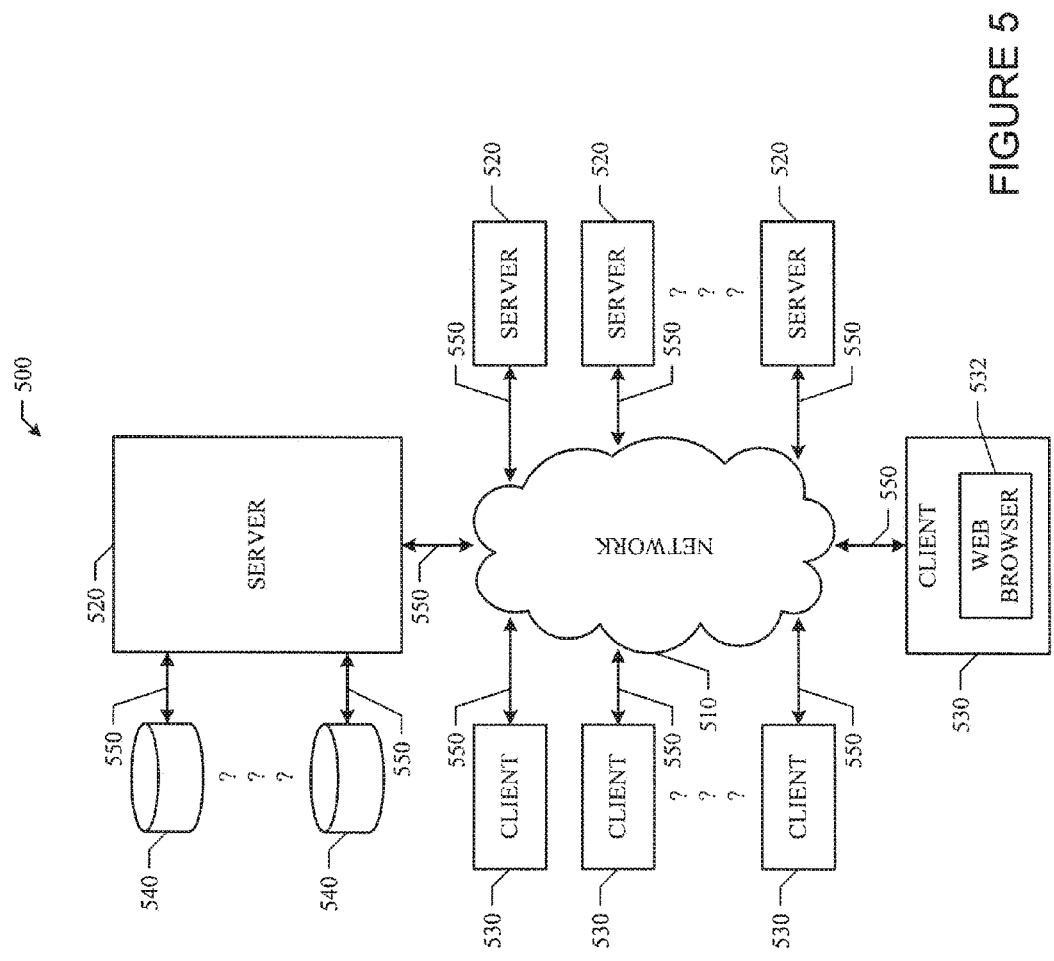 500
520
550
540
?
SERVER
?
?
540
550
550
550
550
530
CLIENT
SERVER
520
530
CLIENT
SERVER
520
NETWORK
550
550
?
?
?
?
?
?
510
530
CLIENT
SERVER
520
550
550
550
CLIENT
530
WEB
BROWSER
532
FIGURE 5